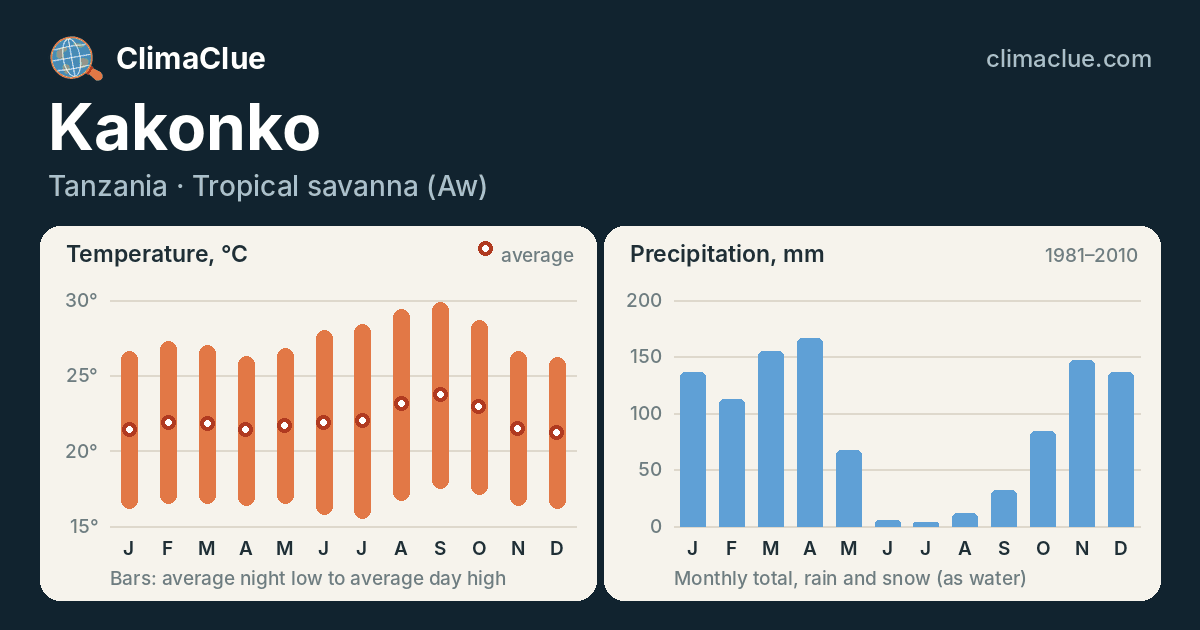 ClimaClue
climaclue.com
Kakonko
Tanzania · Tropical savanna (Aw)
Temperature, °C
average
30°
25°
20°
15°
J F M A M J J A S O N D
Bars: average night low to average day high
Precipitation, mm
1981–2010
200
150
100
50
0
J F M A M J J A S O N D
Monthly total, rain and snow (as water)